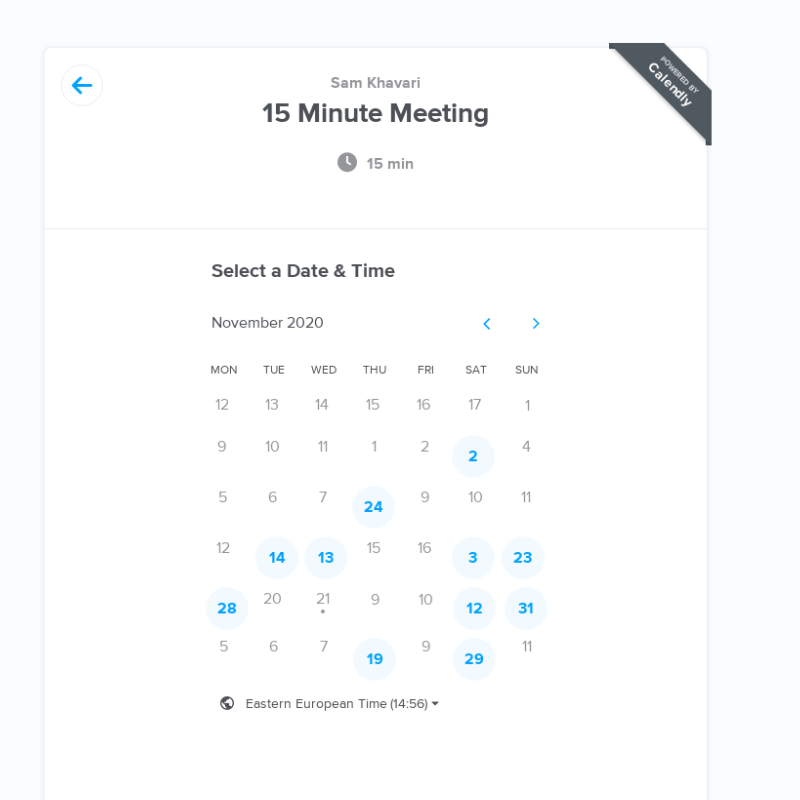 POWERED BY
Calendly
Sam Khavari
15 Minute Meeting
15 min
Select a Date & Time
November 2020
MON TUE WED THU FRI SAT SUN
12 13 14 15 16 17 1
9 10 11 1 2 2 4
5 6 7 24 9 10 11
12 14 13 15 16 3 23
28 20 21 9 10 12 31
5 6 7 19 9 29 11
Eastern European Time (14:56)